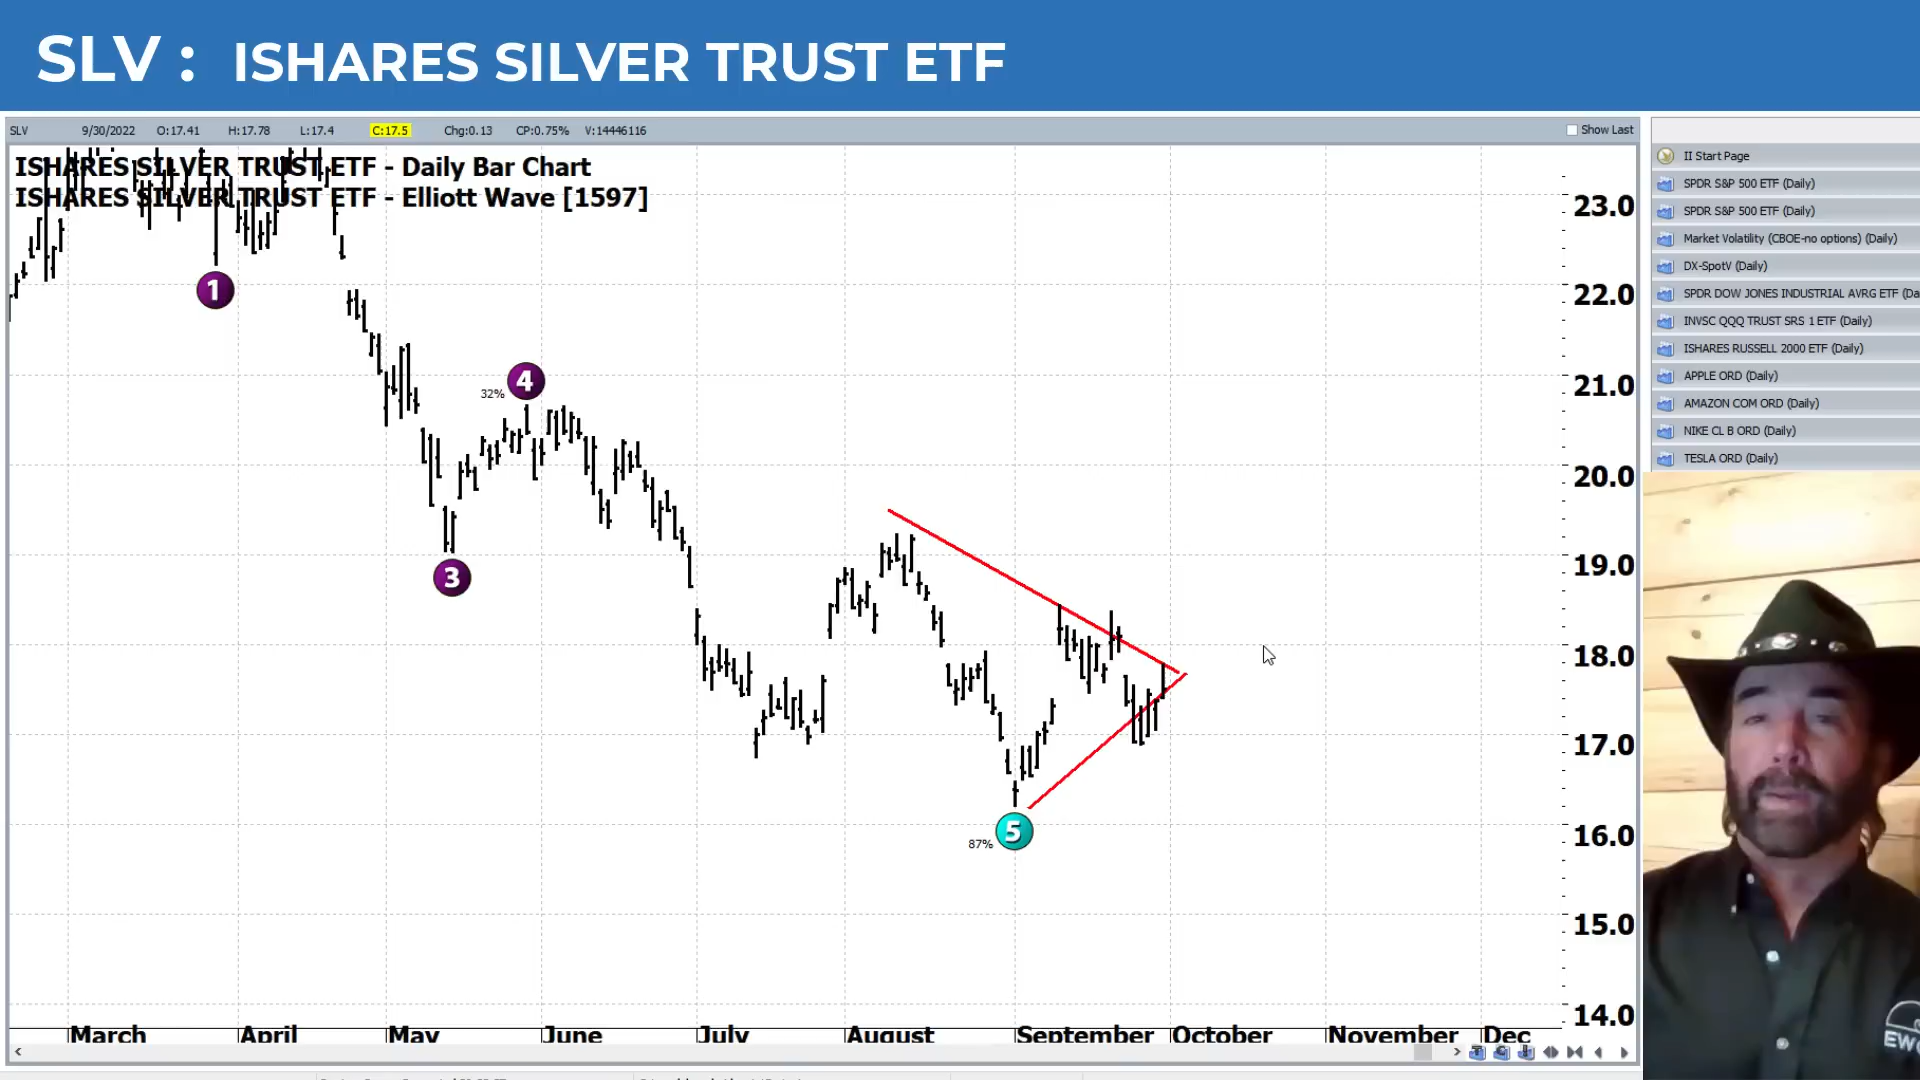 SLV : ISHARES SILVER TRUST ETF
SLV 9/30/2022 O:17.41 H:17.78 L:17.4 C:17.5 Chg:0.13 CP:0.75% V:14446116 Show Last
ISHARES SILVER TRUST ETF - Daily Bar Chart
ISHARES SILVER TRUST ETF - Elliott Wave [1597]
23.0
22.0
21.0
20.0
19.0
18.0
17.0
16.0
15.0
14.0
1
32% 4
3
87% 5
March April May June July August September October November Dec
II Start Page
SPDR S&P 500 ETF (Daily)
SPDR S&P 500 ETF (Daily)
Market Volatility (CBOE-no options) (Daily)
DX-SpotV (Daily)
SPDR DOW JONES INDUSTRIAL AVRG ETF (Da
INVSC QQQ TRUST SRS 1 ETF (Daily)
ISHARES RUSSELL 2000 ETF (Daily)
APPLE ORD (Daily)
AMAZON COM ORD (Daily)
NIKE CL B ORD (Daily)
TESLA ORD (Daily)